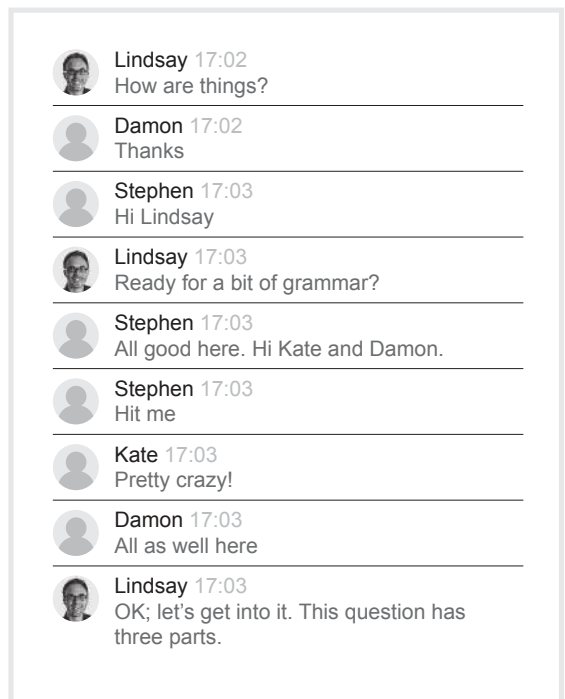 Lindsay 17:02
How are things?
Damon 17:02
Thanks
Stephen 17:03
Hi Lindsay
Lindsay 17:03
Ready for a bit of grammar?
Stephen 17:03
All good here. Hi Kate and Damon.
Stephen 17:03
Hit me
Kate 17:03
Pretty crazy!
Damon 17:03
All as well here
Lindsay 17:03
OK; let’s get into it. This question has
three parts.